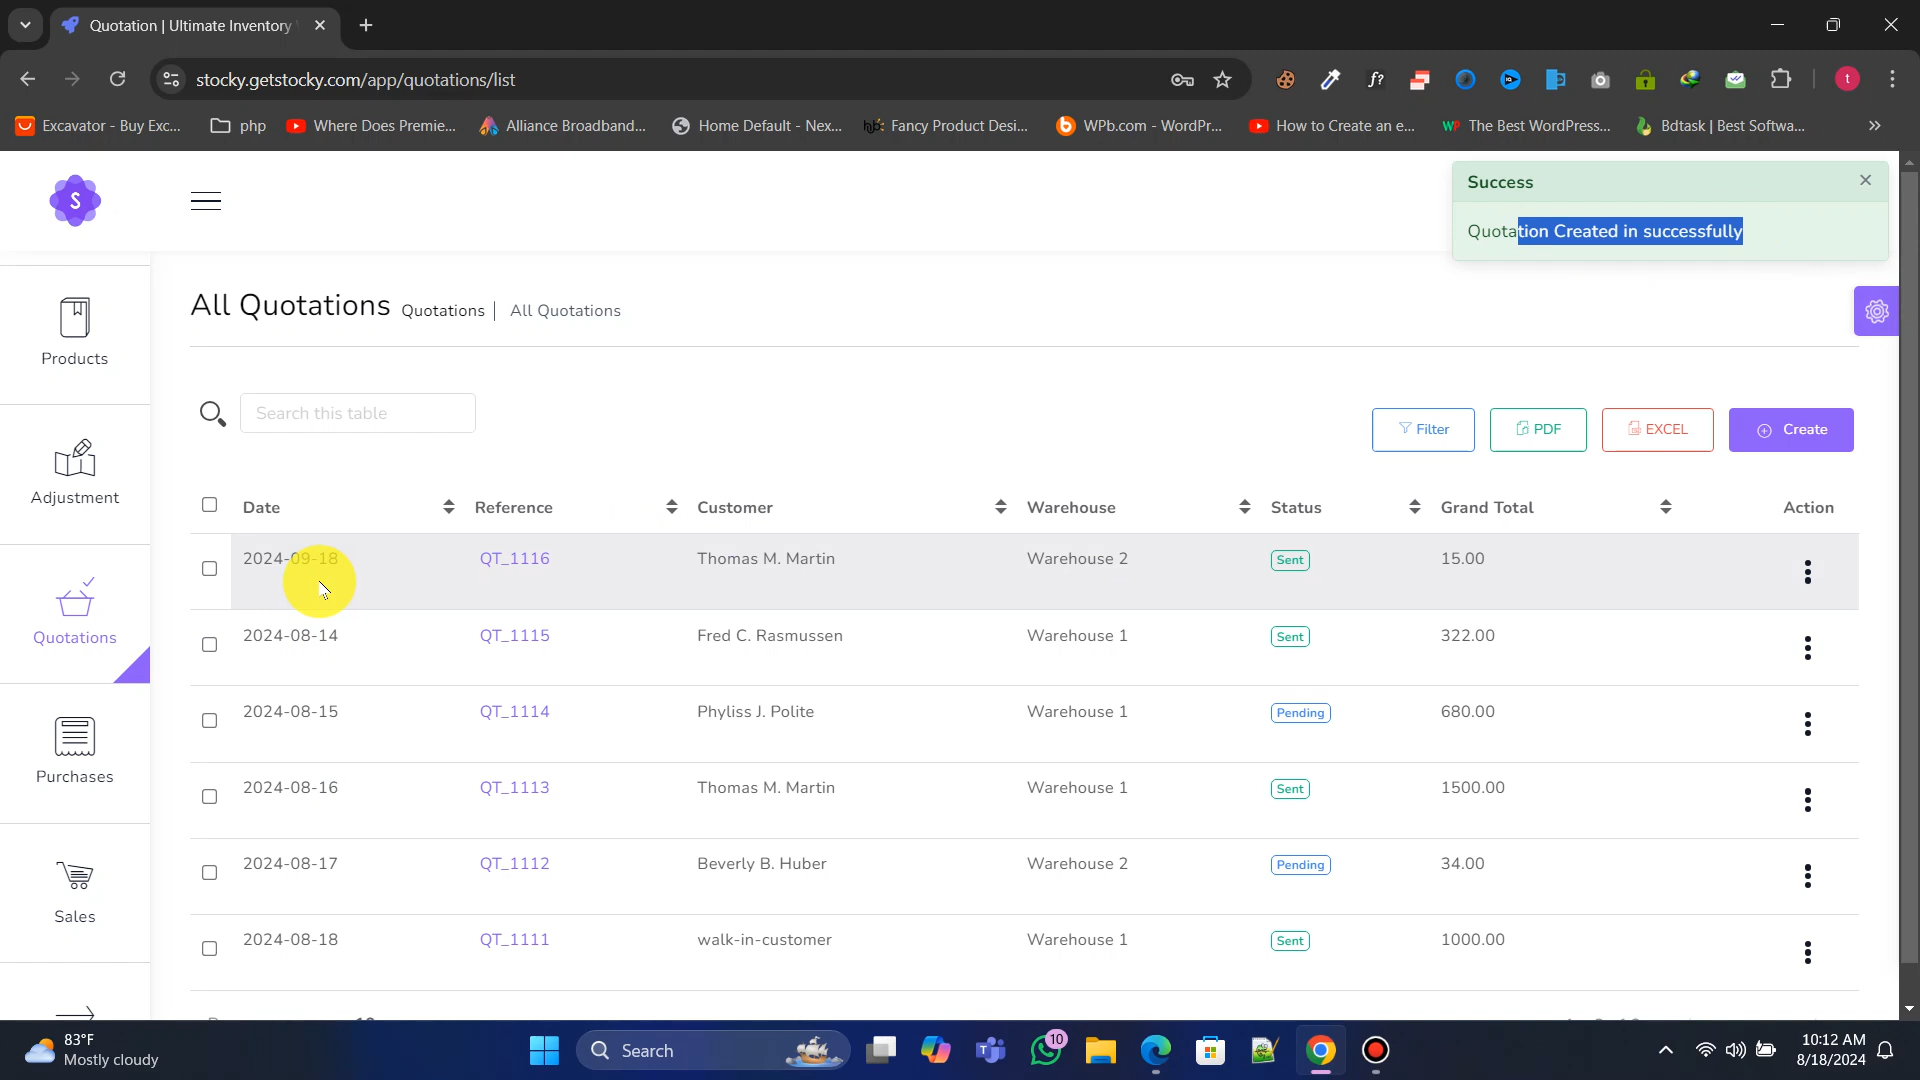 Quotation | Ultimate Inventory
stocky.getstocky.com/app/quotations/list
Excavator - Buy Exc...
php
Where Does Premie...
Alliance Broadband...
Home Default - Nex...
Fancy Product Desi...
WPb.com - WordPr...
How to Create an e...
The Best WordPress...
Bdtask | Best Softwa...
S
Success
Quotation Created in successfully
All Quotations Quotations | All Quotations
Products
Adjustment
Quotations
Purchases
Sales
Search this table
Filter
PDF
EXCEL
Create
Date Reference Customer Warehouse Status Grand Total Action
2024-09-18 QT_1116 Thomas M. Martin Warehouse 2 Sent 15.00
2024-08-14 QT_1115 Fred C. Rasmussen Warehouse 1 Sent 322.00
2024-08-15 QT_1114 Phyliss J. Polite Warehouse 1 Pending 680.00
2024-08-16 QT_1113 Thomas M. Martin Warehouse 1 Sent 1500.00
2024-08-17 QT_1112 Beverly B. Huber Warehouse 2 Pending 34.00
2024-08-18 QT_1111 walk-in-customer Warehouse 1 Sent 1000.00
83°F
Mostly cloudy
Search
10
10:12 AM
8/18/2024